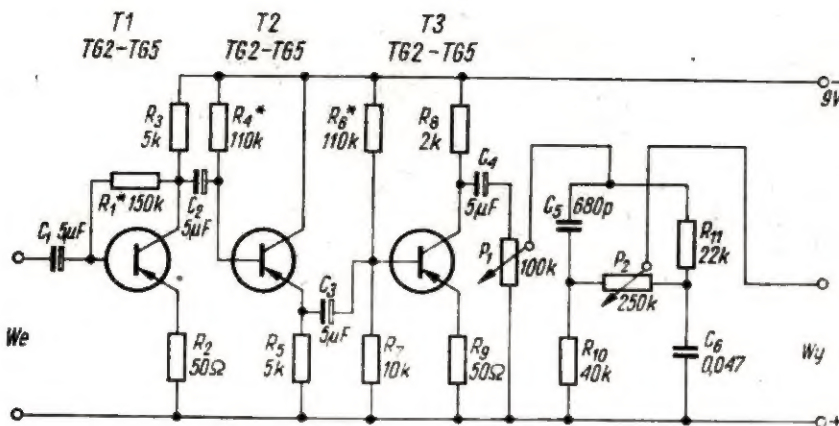 T1
TG2-TG5
T2
TG2-TG5
T3
TG2-TG5
R3
5k
R4*
110k
R6*
110k
R8
2k
9V
-
R1* 150k
C2
5μF
C4
5μF
C5
680p
R11
22k
C1 5μF
P1
100k
P2
250k
C3
5μF
We
R2
50Ω
R5
5k
R7
10k
R9
50Ω
R10
40k
C6
0,047
Wy
+